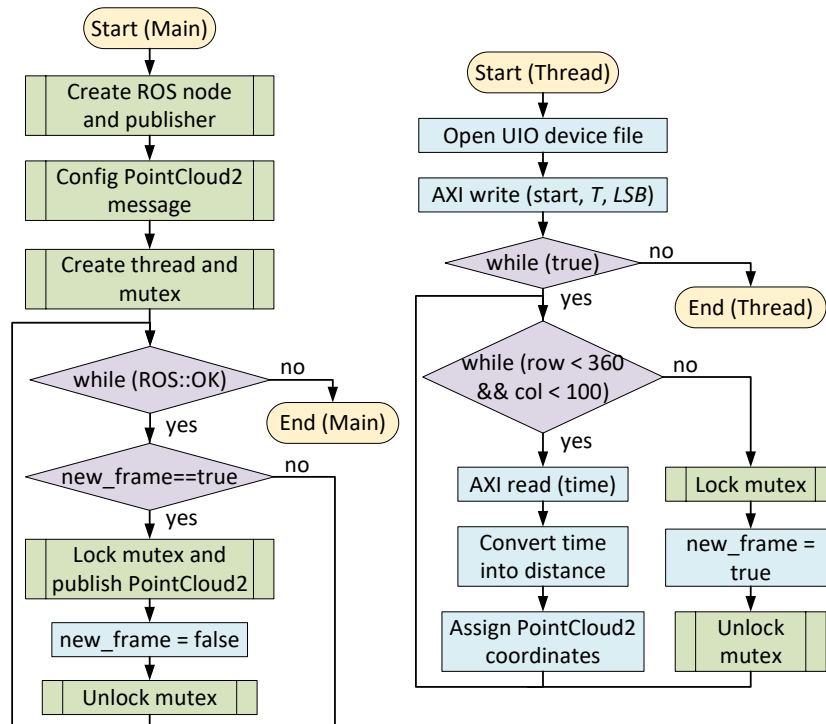 Start (Main)
Create ROS node
and publisher
Config PointCloud2
message
Create thread and
mutex
while (ROS::OK)
no
End (Main)
yes
new_frame==true
no
yes
Lock mutex and
publish PointCloud2
new_frame = false
Unlock mutex
Start (Thread)
Open UIO device file
AXI write (start, T, LSB)
while (true)
no
End (Thread)
yes
while (row < 360
&& col < 100)
no
yes
AXI read (time)
Convert time
into distance
Assign PointCloud2
coordinates
Lock mutex
new_frame =
true
Unlock
mutex